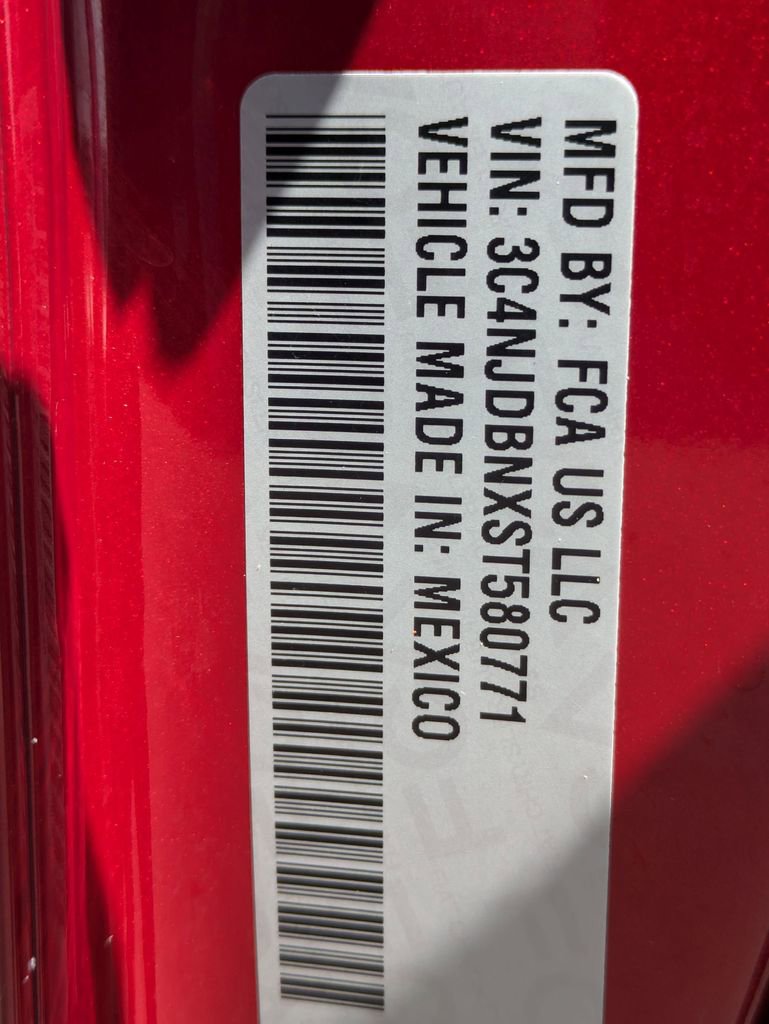 MFD BY: FCA US LLC
VIN: 3C4NJDBNXST580771
VEHICLE MADE IN: MEXICO